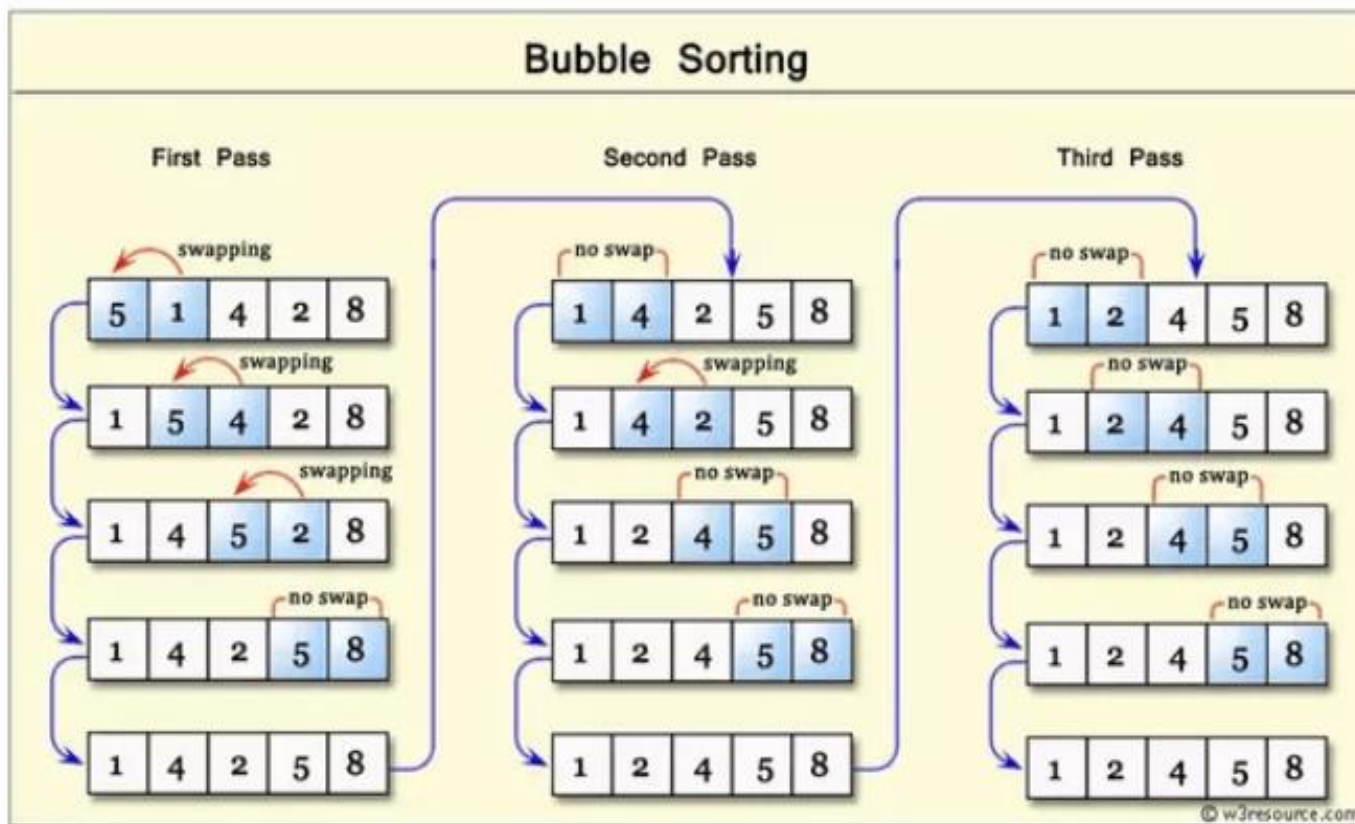 Bubble Sorting
First Pass
swapping
5 1 4 2 8
swapping
1 5 4 2 8
swapping
1 4 5 2 8
no swap
1 4 2 5 8
1 4 2 5 8
Second Pass
no swap
1 4 2 5 8
swapping
1 4 2 5 8
no swap
1 2 4 5 8
no swap
1 2 4 5 8
1 2 4 5 8
Third Pass
no swap
1 2 4 5 8
no swap
1 2 4 5 8
no swap
1 2 4 5 8
no swap
1 2 4 5 8
1 2 4 5 8
© w3resource.com